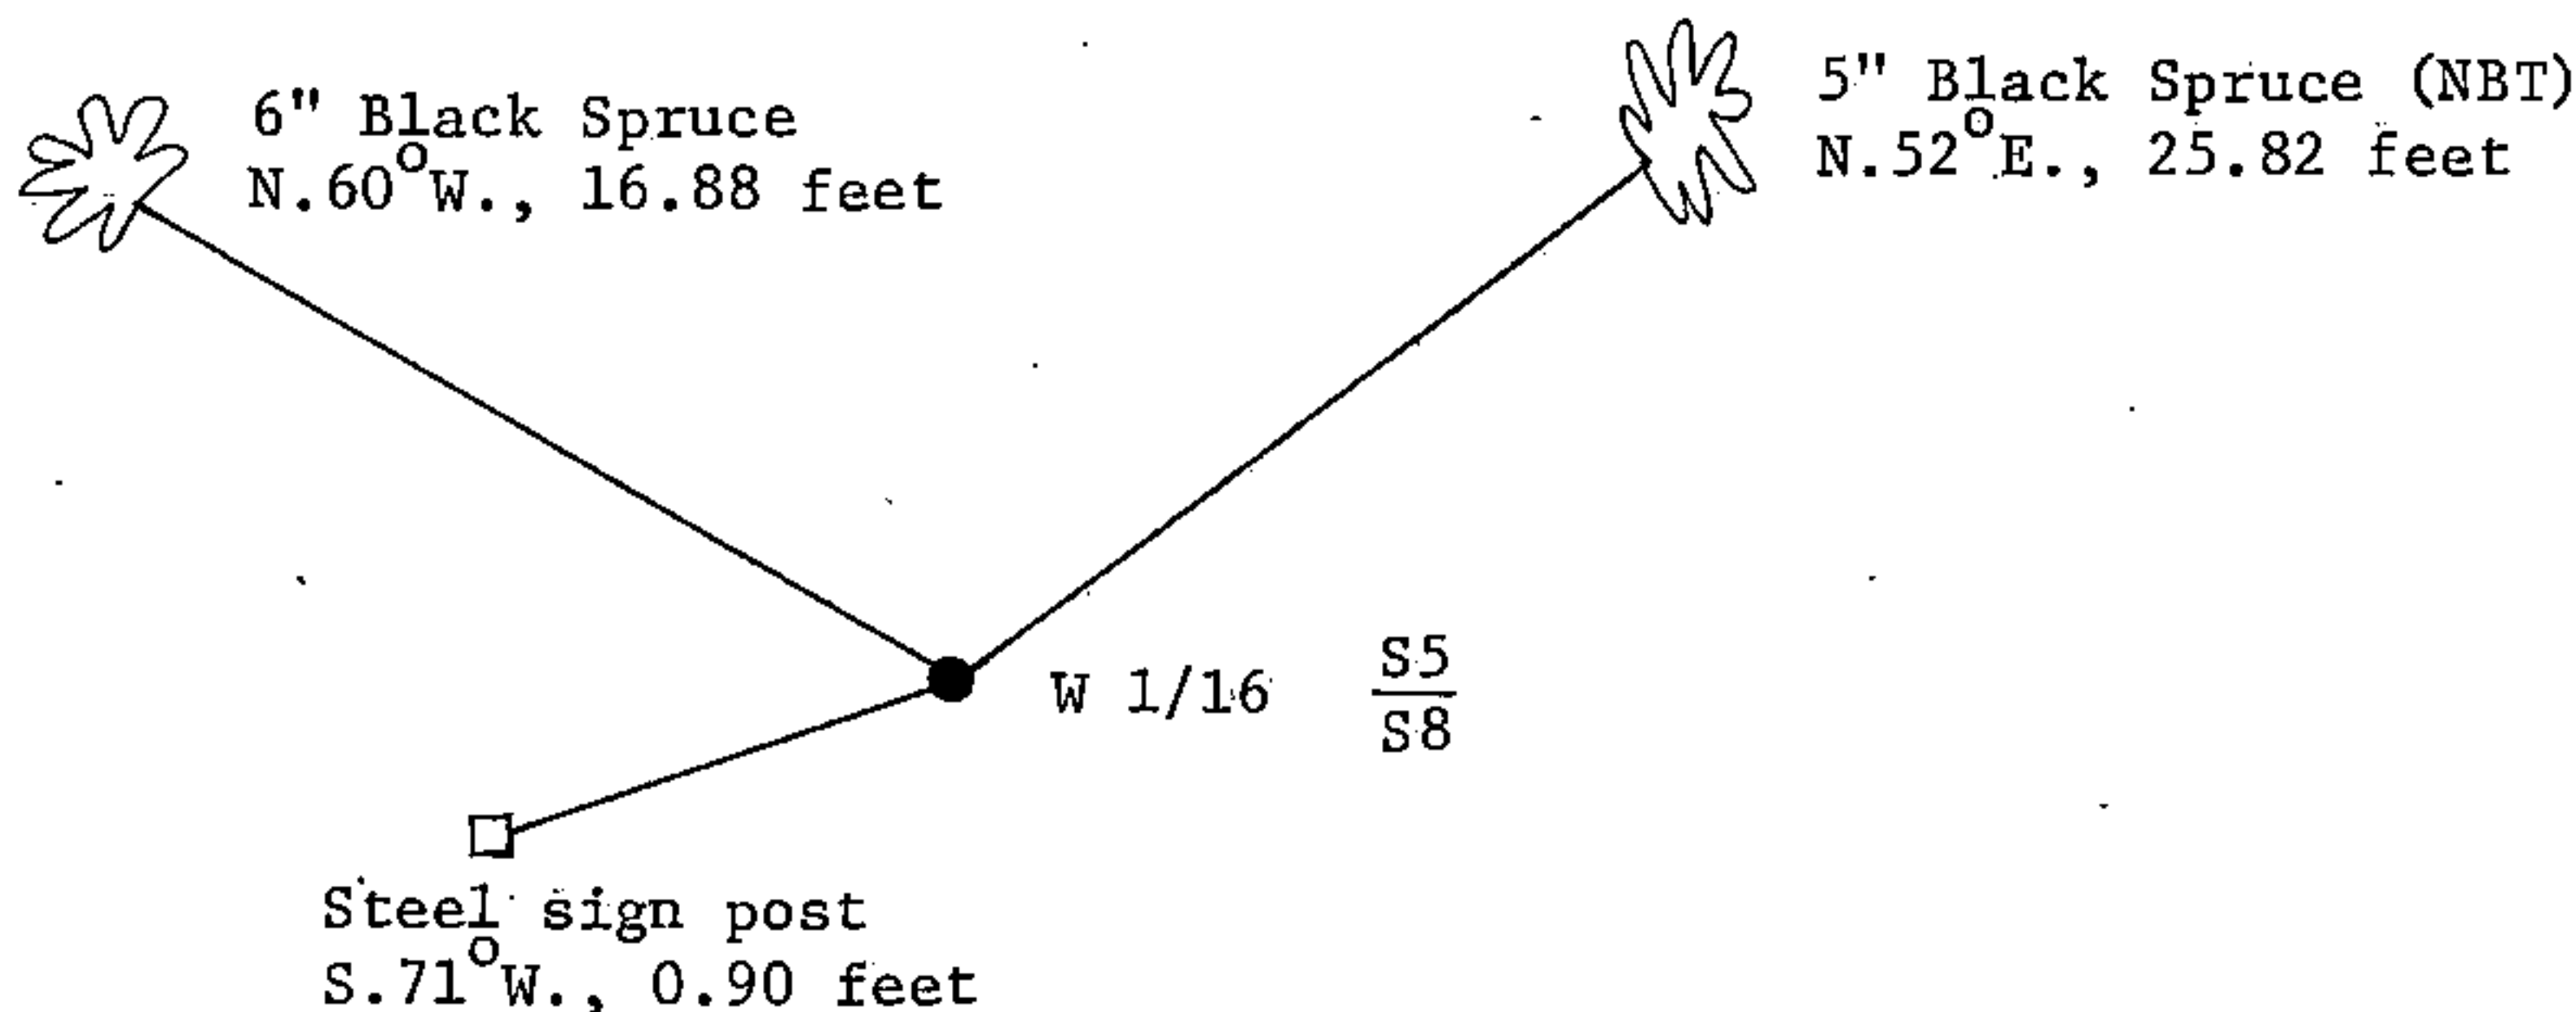 6" Black Spruce
N.60°W., 16.88 feet
5" Black Spruce (NBT)
N.52°E., 25.82 feet
W 1/16
S5
S8
Steel sign post
S.71°W., 0.90 feet